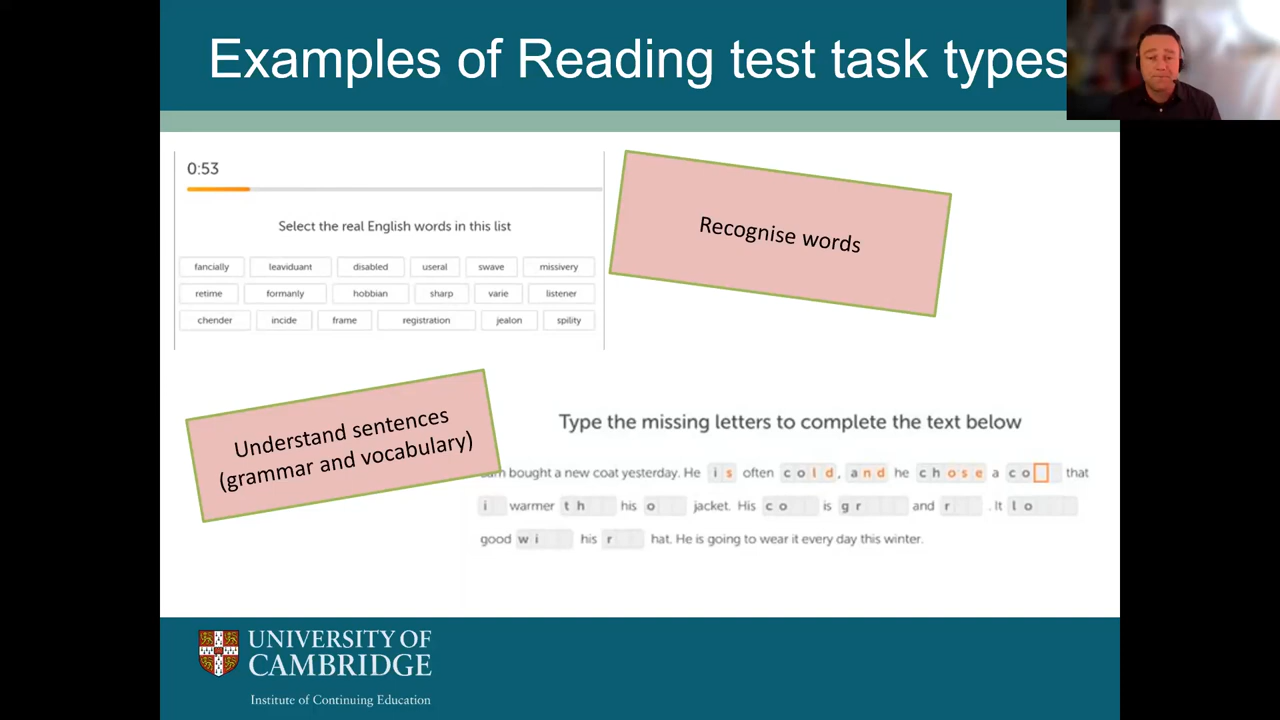 Examples of Reading test task types
0:53
Select the real English words in this list
fancially leaviduant disabled useral swave missivery
retime formanly hobbian sharp varie listener
chender incide frame registration jealon spility
Recognise words
Understand sentences
(grammar and vocabulary)
Type the missing letters to complete the text below
bought a new coat yesterday. He is often cold, and he chose a co that
i warmer th his o jacket. His co is gr and r . It lo
good wi his r hat. He is going to wear it every day this winter.
UNIVERSITY OF
CAMBRIDGE
Institute of Continuing Education